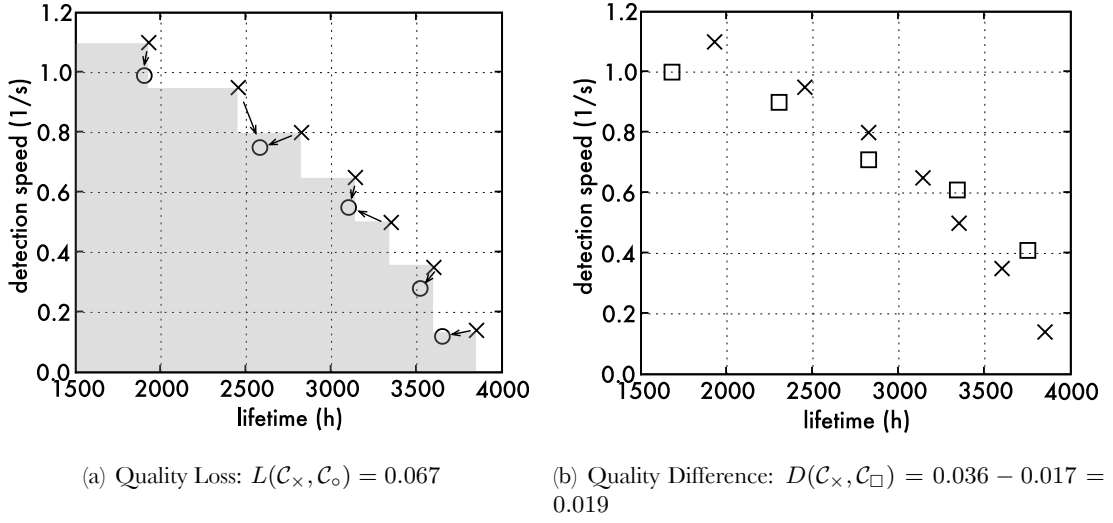 1.2
1.0
0.8
0.6
0.4
0.2
0.0
detection speed (1/s)
1500 2000 2500 3000 3500 4000
lifetime (h)
1.2
1.0
0.8
0.6
0.4
0.2
0.0
detection speed (1/s)
1500 2000 2500 3000 3500 4000
lifetime (h)
(a) Quality Loss: L(𝒞×, 𝒞∘) = 0.067
(b) Quality Difference: D(𝒞×, 𝒞□) = 0.036 − 0.017 =
0.019